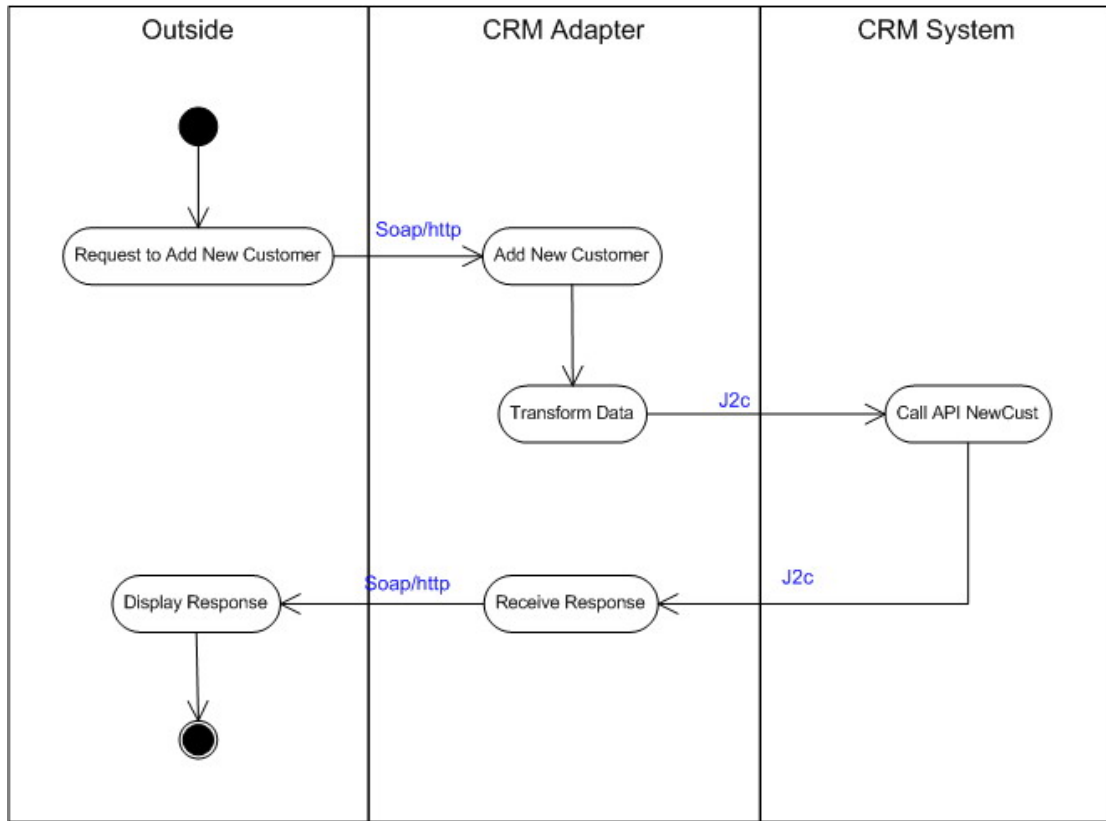 Outside
CRM Adapter
CRM System
Soap/http
Request to Add New Customer
Add New Customer
J2c
Transform Data
Call API NewCust
Soap/http
J2c
Display Response
Receive Response